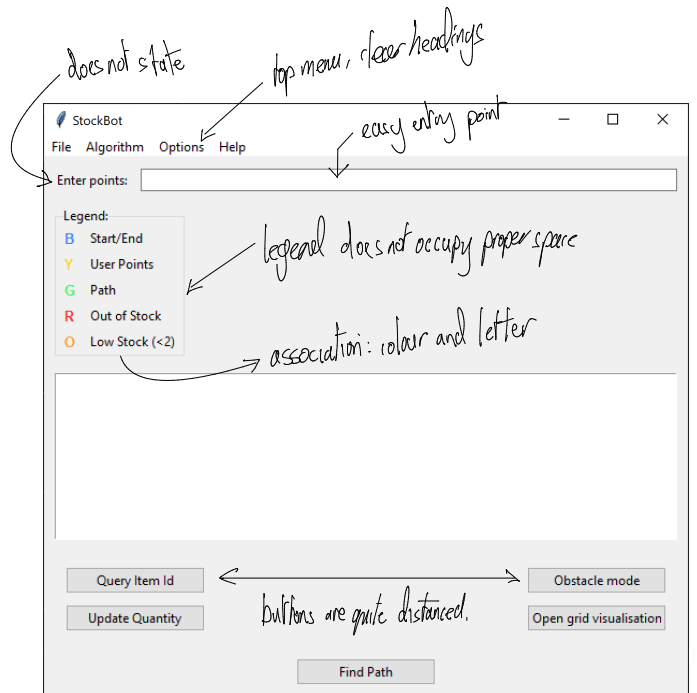 does not state
top menu, clear headings
StockBot
easy entry point
File Algorithm Options Help
Enter points:
Legend:
B Start/End
Y User Points
G Path
R Out of Stock
O Low Stock (<2)
legend does not occupy proper space
association: colour and letter
Query Item Id
Obstacle mode
buttons are quite distanced.
Update Quantity
Open grid visualisation
Find Path